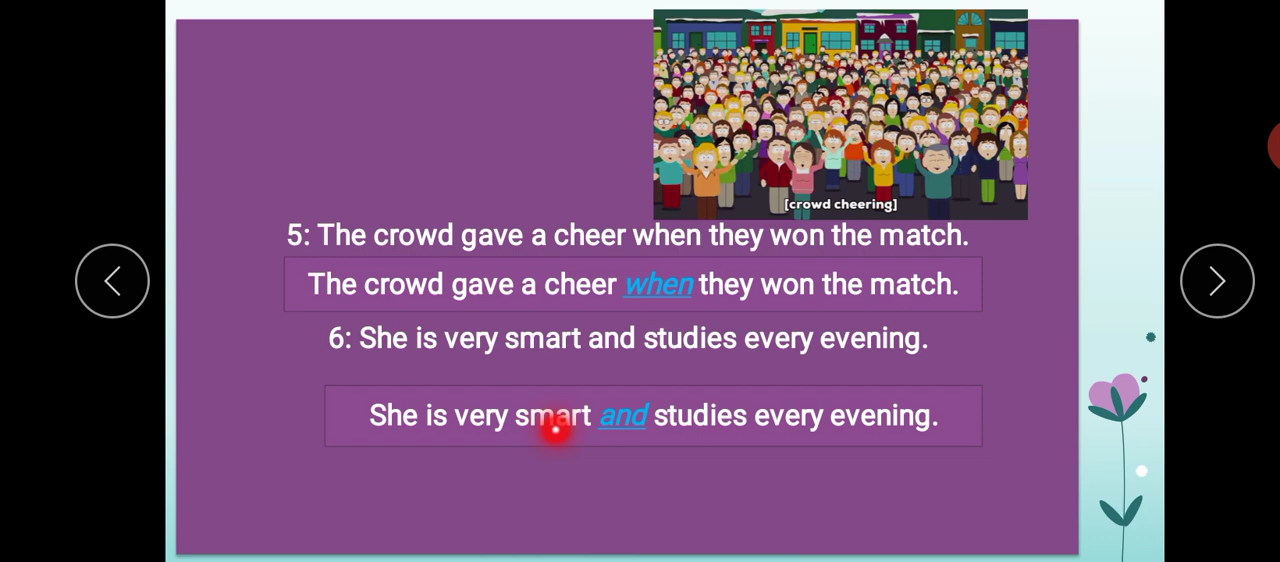 [crowd cheering]
5: The crowd gave a cheer when they won the match.
The crowd gave a cheer when they won the match.
6: She is very smart and studies every evening.
She is very smart and studies every evening.